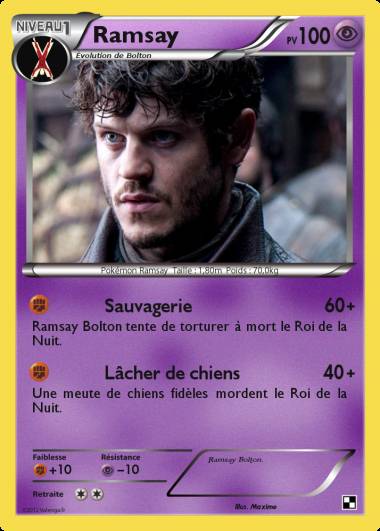 NIVEAU1
Ramsay
PV100
Évolution de Bolton
Pokémon Ramsay Taille : 1,80m Poids : 70,0kg
Sauvagerie 60+
Ramsay Bolton tente de torturer à mort le Roi de la
Nuit.
Lâcher de chiens 40+
Une meute de chiens fidèles mordent le Roi de la
Nuit.
Faiblesse Résistance
+10 -10
Ramsay Bolton.
Retraite
Illus. Maxime